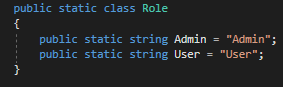 public static class Role
{
    public static string Admin = "Admin";
    public static string User = "User";
}